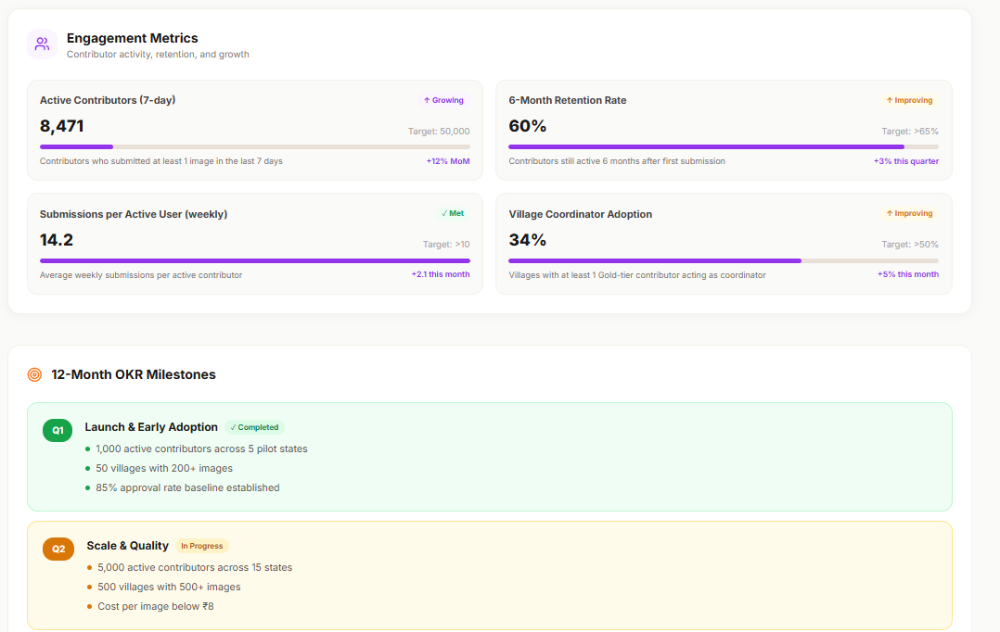 Engagement Metrics
Contributor activity, retention, and growth
Active Contributors (7-day)
↑ Growing
8,471
Target: 50,000
Contributors who submitted at least 1 image in the last 7 days
+12% MoM
6-Month Retention Rate
↑ Improving
60%
Target: >65%
Contributors still active 6 months after first submission
+3% this quarter
Submissions per Active User (weekly)
✓ Met
14.2
Target: >10
Average weekly submissions per active contributor
+2.1 this month
Village Coordinator Adoption
↑ Improving
34%
Target: >50%
Villages with at least 1 Gold-tier contributor acting as coordinator
+5% this month
12-Month OKR Milestones
Q1
Launch & Early Adoption
✓ Completed
1,000 active contributors across 5 pilot states
50 villages with 200+ images
85% approval rate baseline established
Q2
Scale & Quality
In Progress
5,000 active contributors across 15 states
500 villages with 500+ images
Cost per image below ₹8